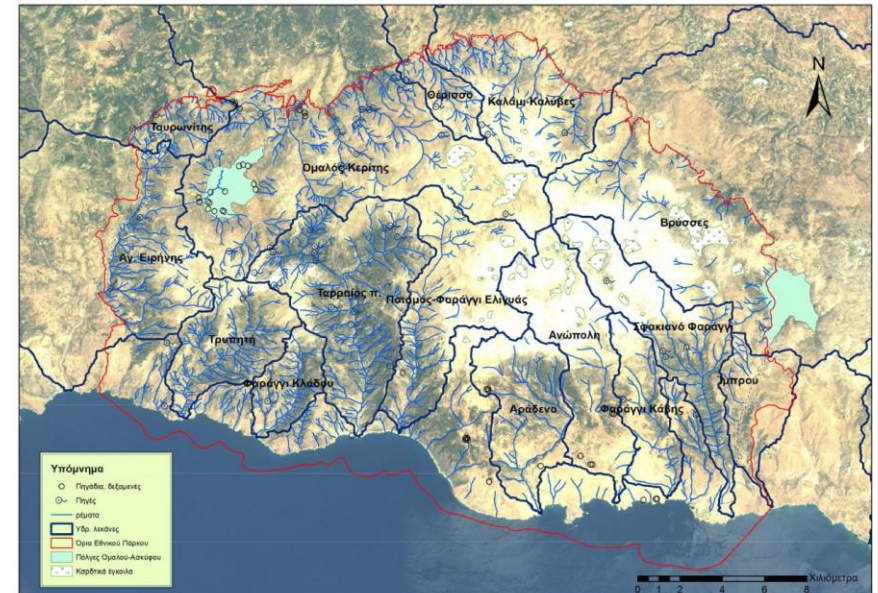 N
Θέρισσο
Καλάμι-Καλύβες
Ταυρωνίτης
Ομαλός-Κερίτης
Βρύσσες
Αγ. Ειρήνης
Ταρραίος π.
Ποταμός-Φαράγγι Ελιγυάς
Σφακιανό Φαράγγι
Ανώπολη
Τρυπητή
Φαράγγι Κλάδου
Ίμπρου
Αράδενα
Φαράγγι Κάβης
Υπόμνημα
Πηγάδια, δεξαμενές
Πηγές
ρέματα
Υδρ. λεκάνες
Όρια Εθνικού Πάρκου
Πόλγες Ομαλού-Ασκύφου
Καρστικά έγκοιλα
Χιλιόμετρα
0 1 2 4 6 8